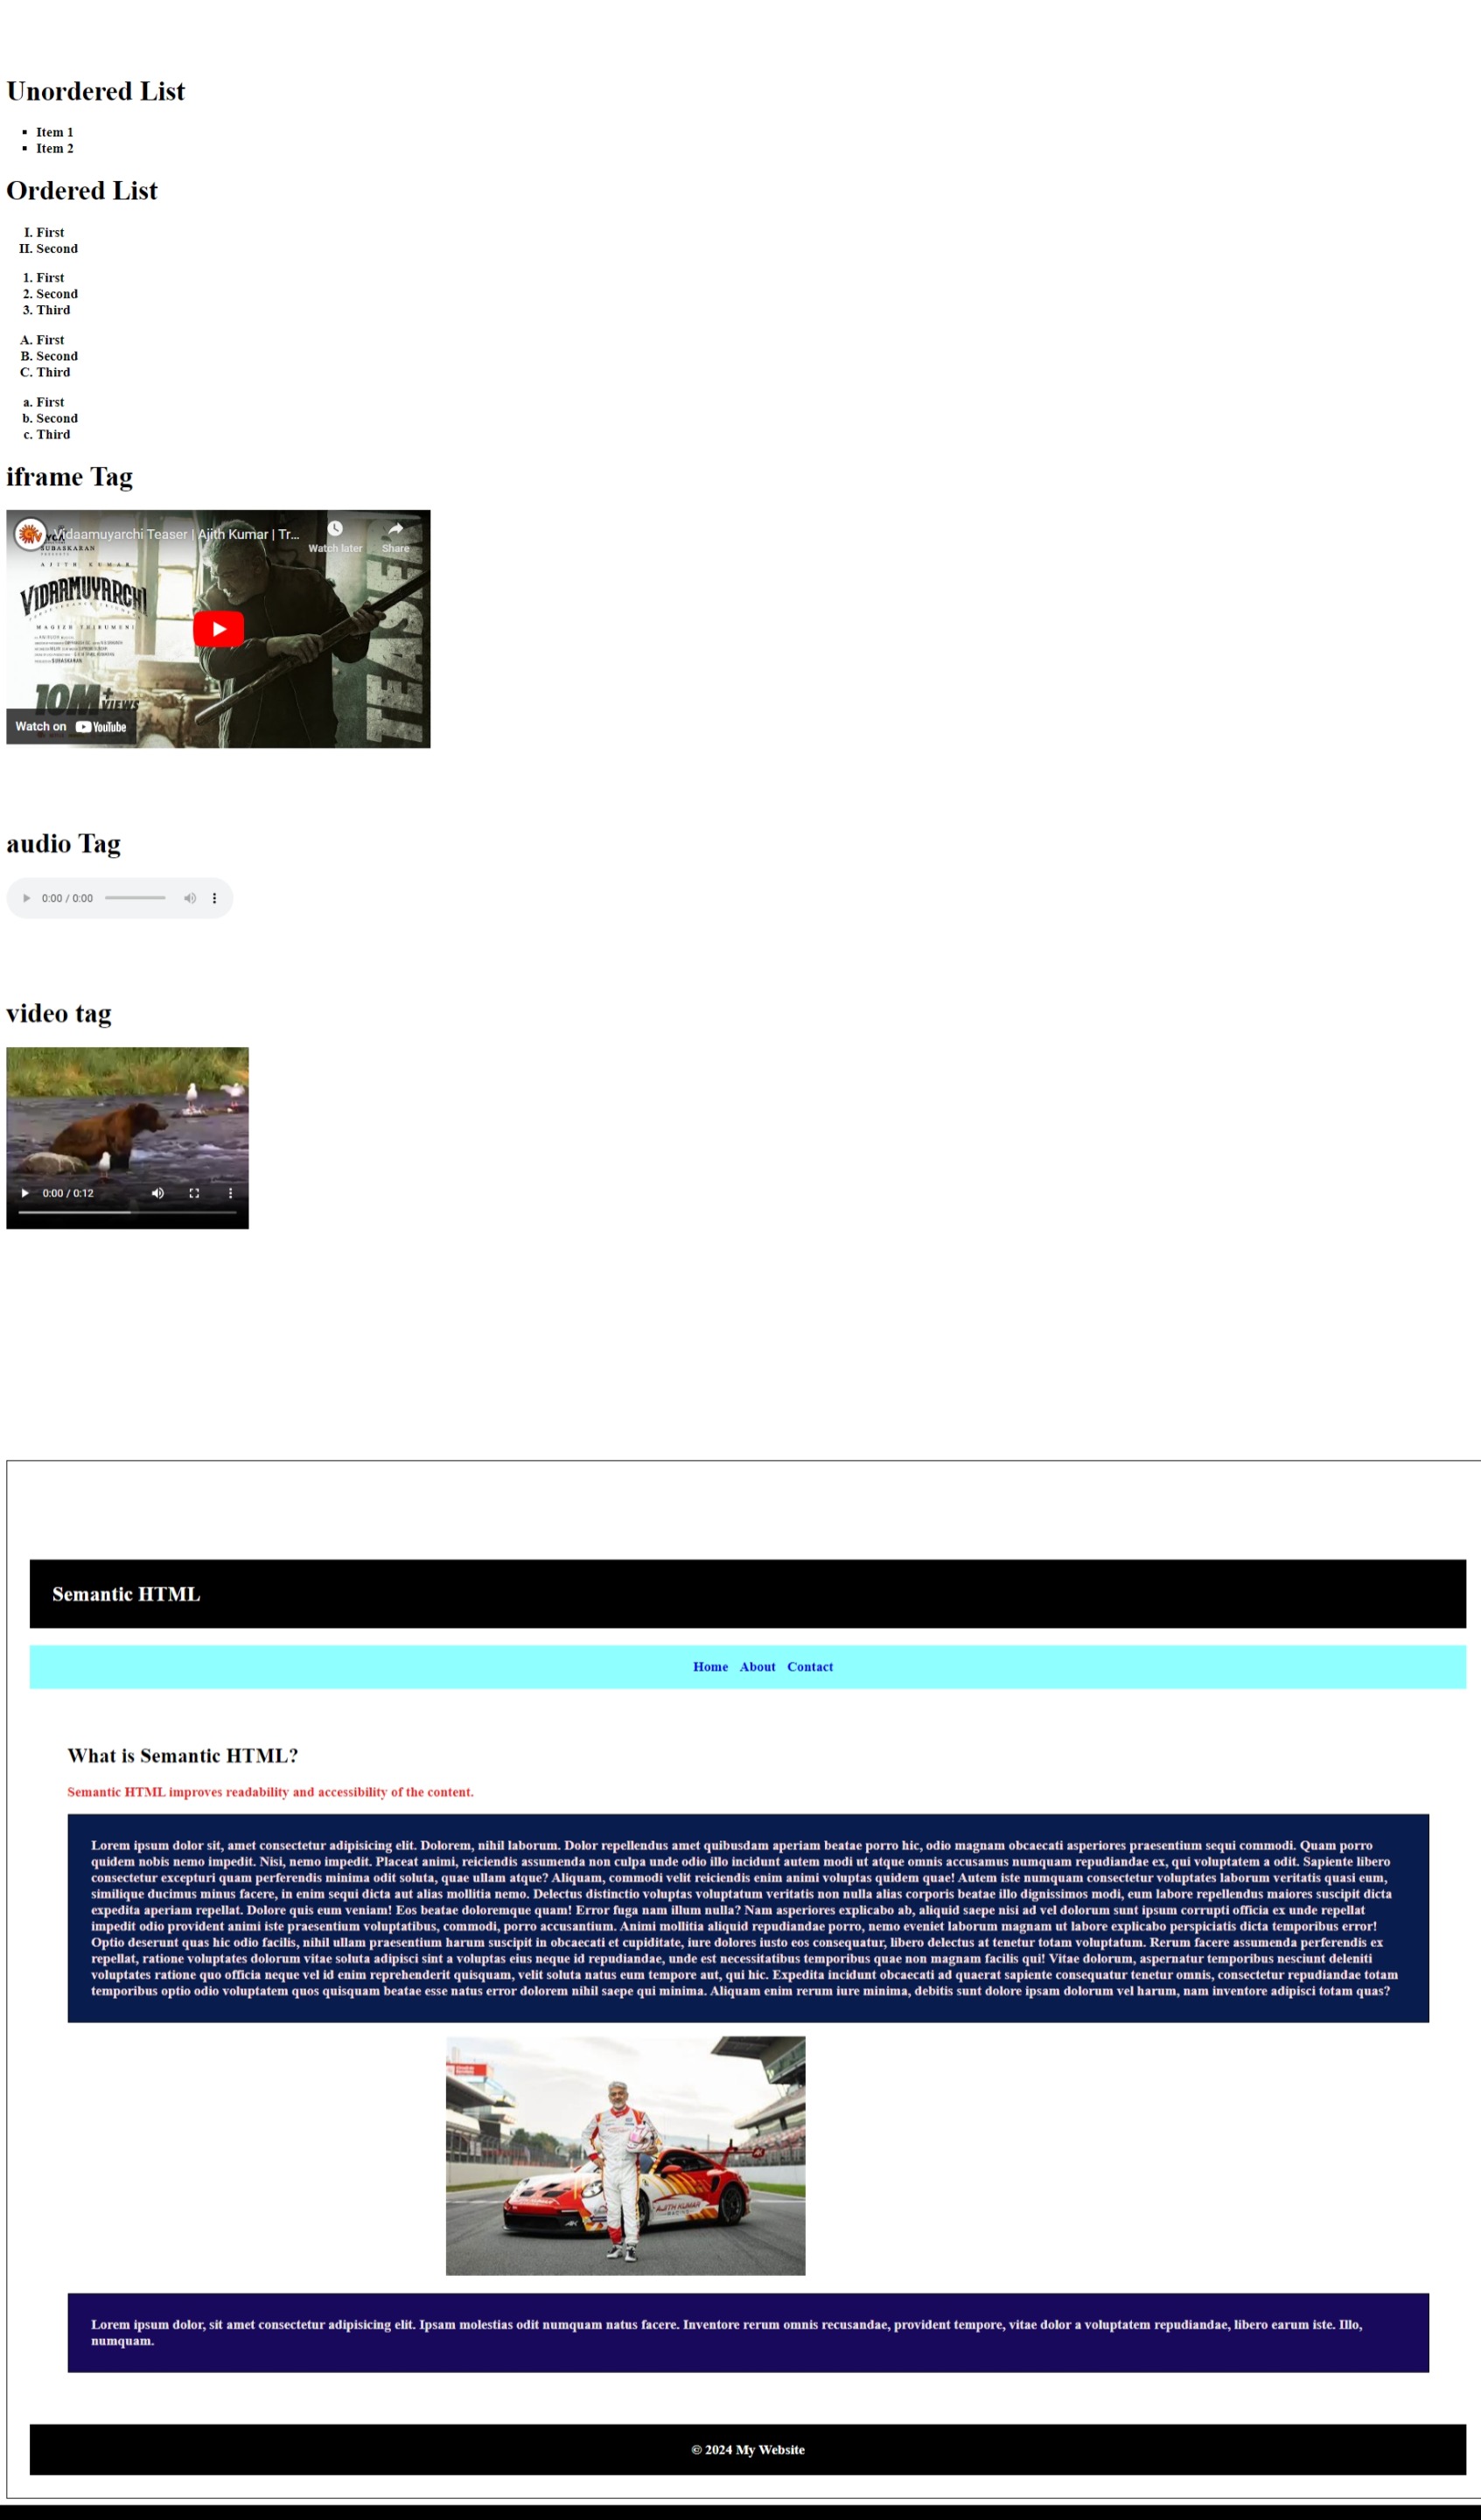 Unordered List
Item 1
Item 2
Ordered List
I. First
II. Second
1. First
2. Second
3. Third
A. First
B. Second
C. Third
a. First
b. Second
c. Third
iframe Tag
Vidaamuyarchi Teaser | Ajith Kumar | Tr...
Watch later
Share
SUBASKARAN
PRESENTS
AJITH KUMAR
VIDAAMUYARCHI
MAGIZH THIRUMENI
SUBASKARAN
TEASER
10M+ VIEWS
Watch on YouTube
audio Tag
0:00 / 0:00
video tag
0:00 / 0:12
Semantic HTML
Home About Contact
What is Semantic HTML?
Semantic HTML improves readability and accessibility of the content.
Lorem ipsum dolor sit, amet consectetur adipisicing elit. Dolorem, nihil laborum. Dolor repellendus amet quibusdam aperiam beatae porro hic, odio magnam obcaecati asperiores praesentium sequi commodi. Quam porro
quidem nobis nemo impedit. Nisi, nemo impedit. Placeat animi, reiciendis assumenda non culpa unde odio illo incidunt autem modi ut atque omnis accusamus numquam repudiandae ex, qui voluptatem a odit. Sapiente libero
consectetur excepturi quam perferendis minima odit soluta, quae ullam atque? Aliquam, commodi velit reiciendis enim animi voluptas quidem quae! Autem iste numquam consectetur voluptates laborum veritatis quasi eum,
similique ducimus minus facere, in enim sequi dicta aut alias mollitia nemo. Delectus distinctio voluptas voluptatum veritatis non nulla alias corporis beatae illo dignissimos modi, eum labore repellendus maiores suscipit dicta
expedita aperiam repellat. Dolore quis eum veniam! Eos beatae doloremque quam! Error fuga nam illum nulla? Nam asperiores explicabo ab, aliquid saepe nisi ad vel dolorum sunt ipsum corrupti officia ex unde repellat
impedit odio provident animi iste praesentium voluptatibus, commodi, porro accusantium. Animi mollitia aliquid repudiandae porro, nemo eveniet laborum magnam ut labore explicabo perspiciatis dicta temporibus error!
Optio deserunt quas hic odio facilis, nihil ullam praesentium harum suscipit in obcaecati et cupiditate, iure dolores iusto eos consequatur, libero delectus at tenetur totam voluptatum. Rerum facere assumenda perferendis ex
repellat, ratione voluptates dolorum vitae soluta adipisci sint a voluptas eius neque id repudiandae, unde est necessitatibus temporibus quae non magnam facilis qui! Vitae dolorum, aspernatur temporibus nesciunt deleniti
voluptates ratione quo officia neque vel id enim reprehenderit quisquam, velit soluta natus eum tempore aut, qui hic. Expedita incidunt obcaecati ad quaerat sapiente consequatur tenetur omnis, consectetur repudiandae totam
temporibus optio odio voluptatem quos quisquam beatae esse natus error dolorem nihil saepe qui minima. Aliquam enim rerum iure minima, debitis sunt dolore ipsam dolorum vel harum, nam inventore adipisci totam quas?
AJITH KUMAR
RACING
Lorem ipsum dolor, sit amet consectetur adipisicing elit. Ipsam molestias odit numquam natus facere. Inventore rerum omnis recusandae, provident tempore, vitae dolor a voluptatem repudiandae, libero earum iste. Illo,
numquam.
© 2024 My Website